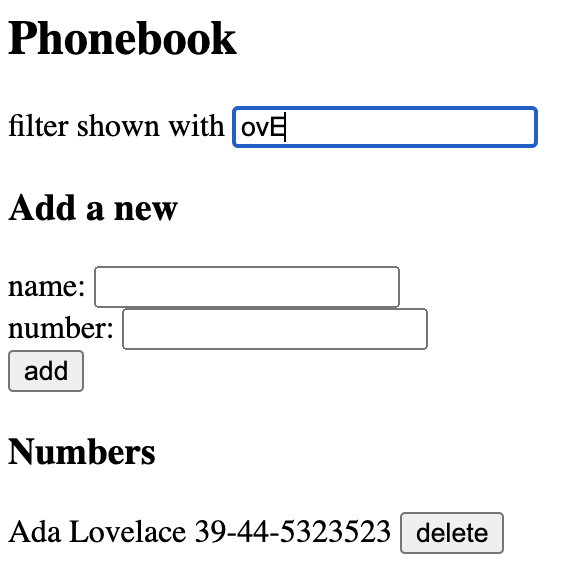 Phonebook
filter shown with ovE
Add a new
name:
number:
add
Numbers
Ada Lovelace 39-44-5323523 delete